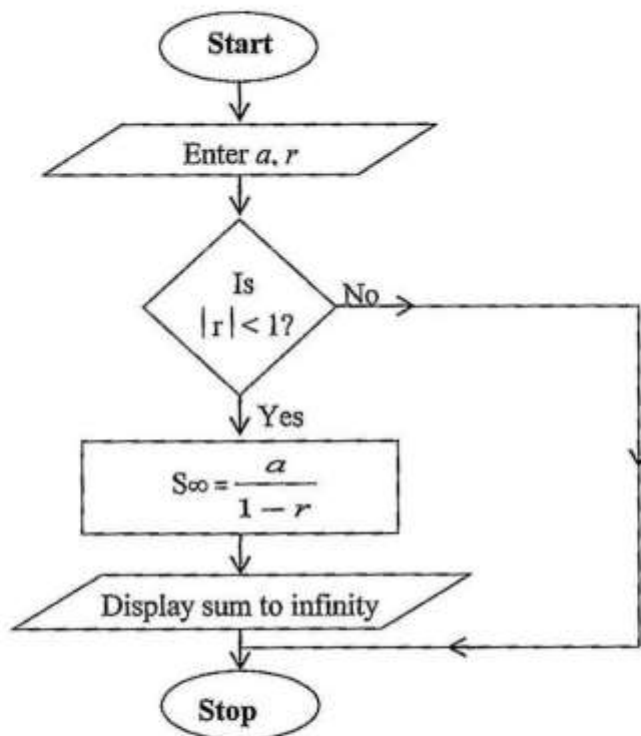 Start
Enter a, r
Is
|r| < 1?
No
Yes
S∞ = a / 1 − r
Display sum to infinity
Stop